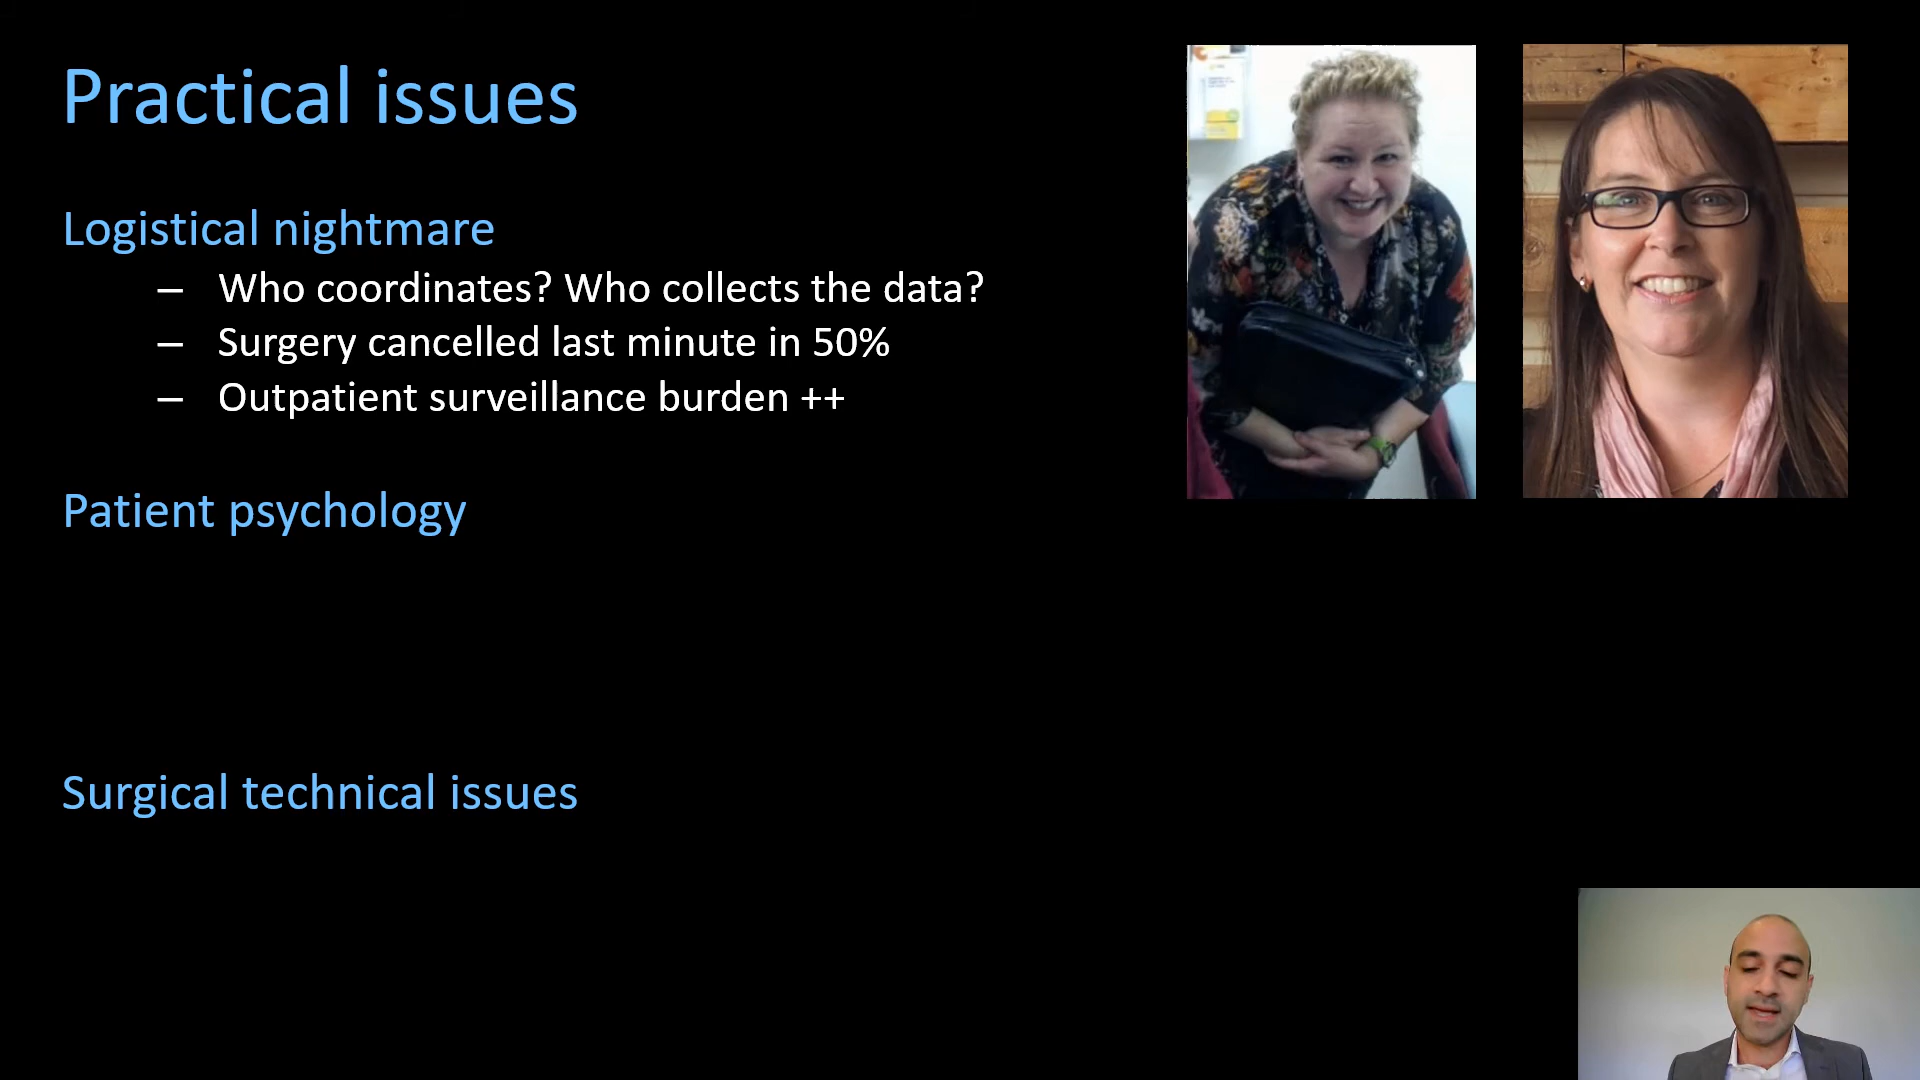 Practical issues
Logistical nightmare
– Who coordinates? Who collects the data?
– Surgery cancelled last minute in 50%
– Outpatient surveillance burden ++
Patient psychology
Surgical technical issues